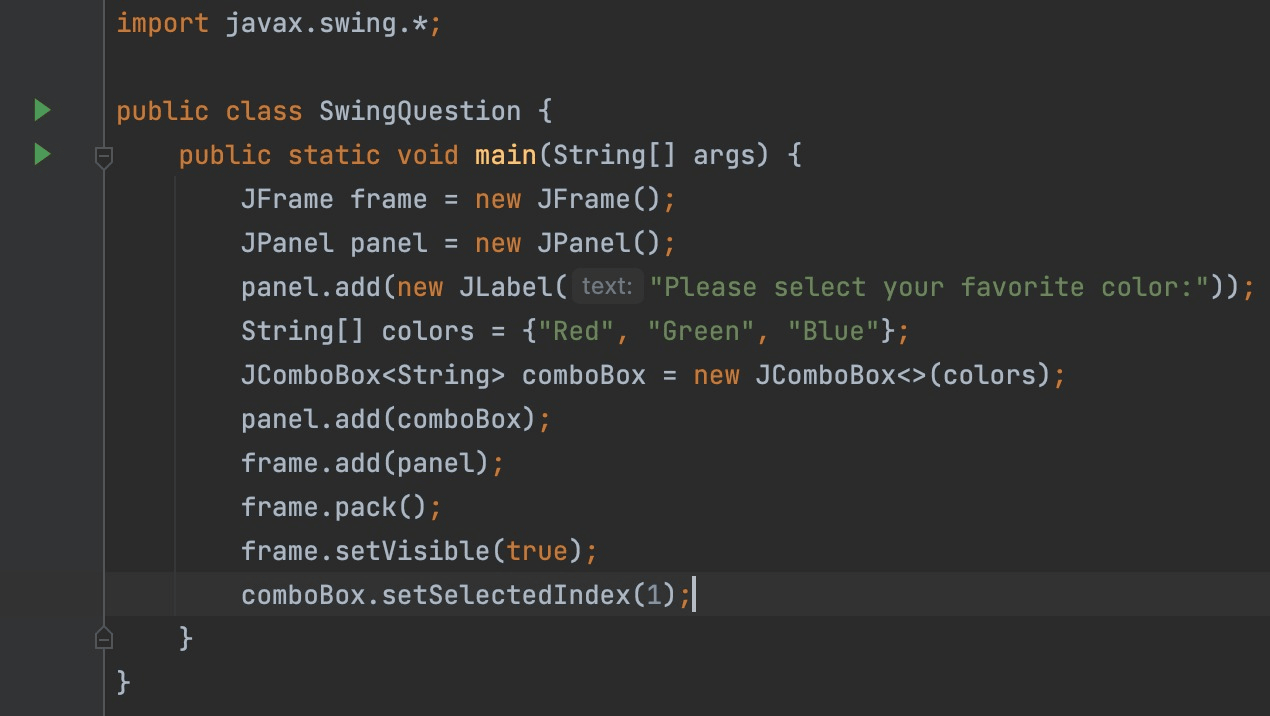 import javax.swing.*;
public class SwingQuestion {
public static void main(String[] args) {
JFrame frame = new JFrame();
JPanel panel = new JPanel();
panel.add(new JLabel( text: "Please select your favorite color:"));
String[] colors = {"Red", "Green", "Blue"};
JComboBox<String> comboBox = new JComboBox<>(colors);
panel.add(comboBox);
frame.add(panel);
frame.pack();
frame.setVisible(true);
comboBox.setSelectedIndex(1);
}
}